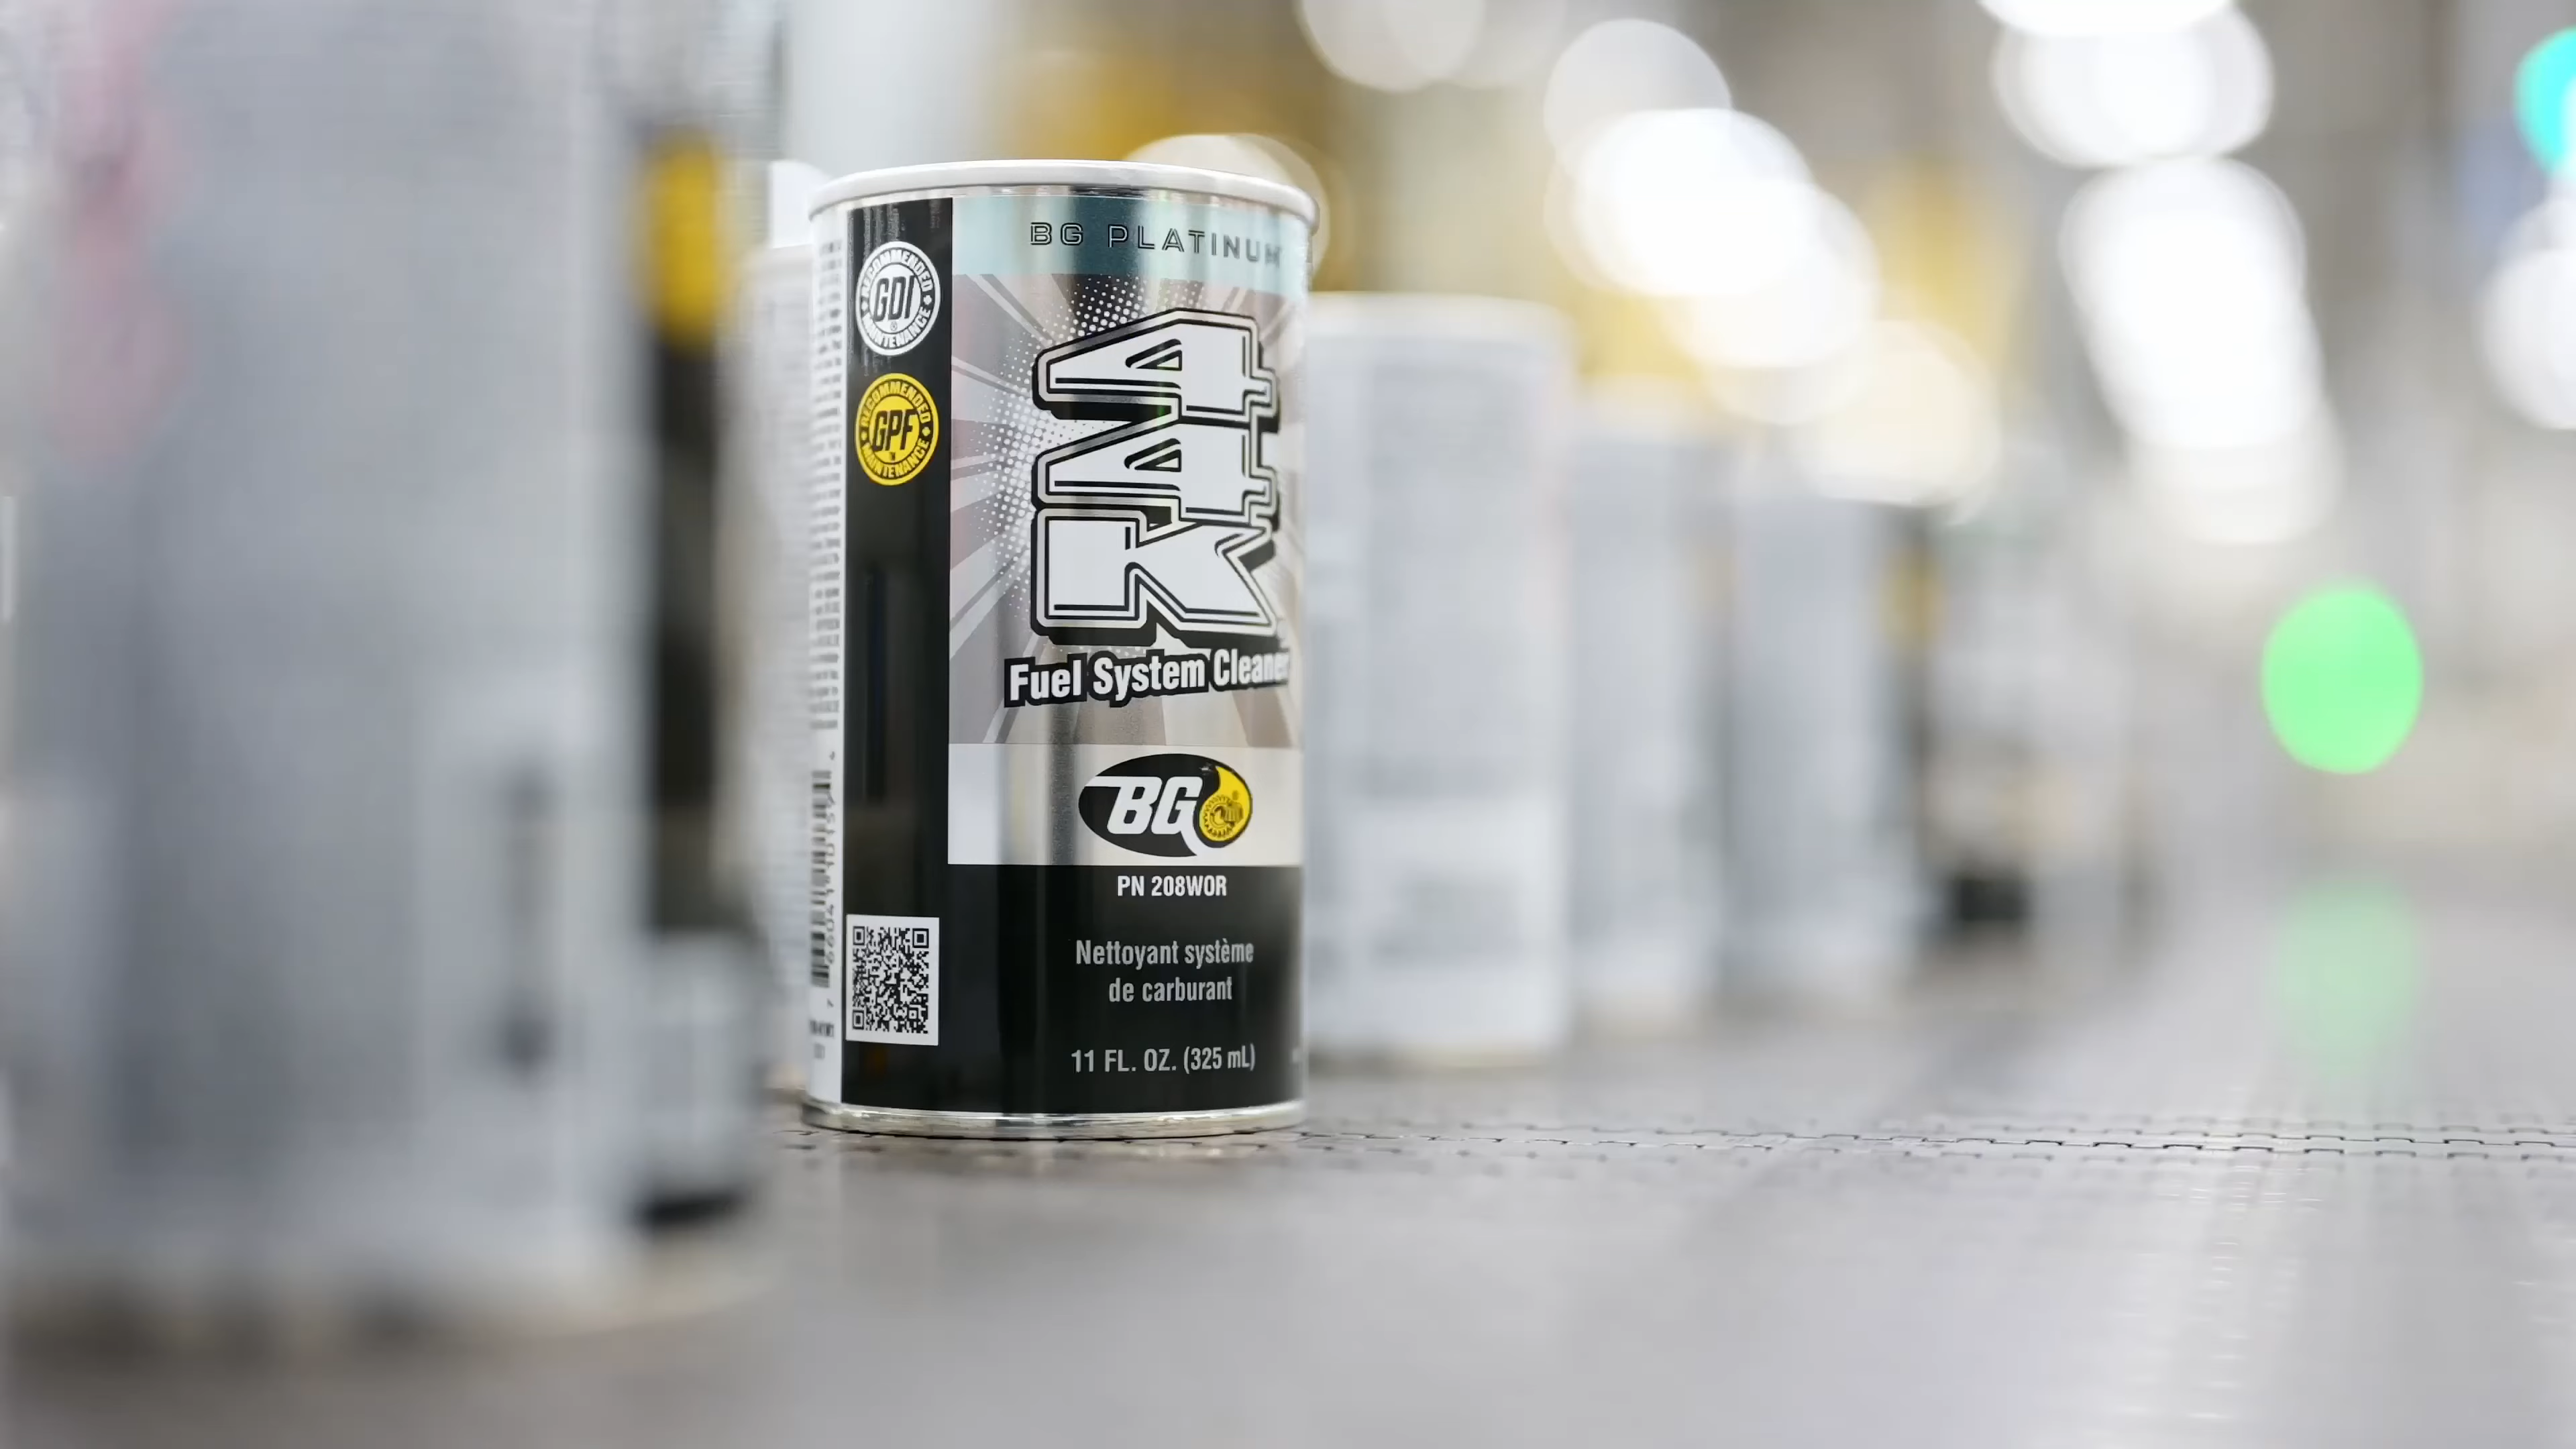 BG PLATINUM
RECOMMENDED
GDI
MAINTENANCE
RECOMMENDED
GPF
MAINTENANCE
44K
Fuel System Cleaner
BG
PN 208WOR
Nettoyant système
de carburant
11 FL. OZ. (325 mL)